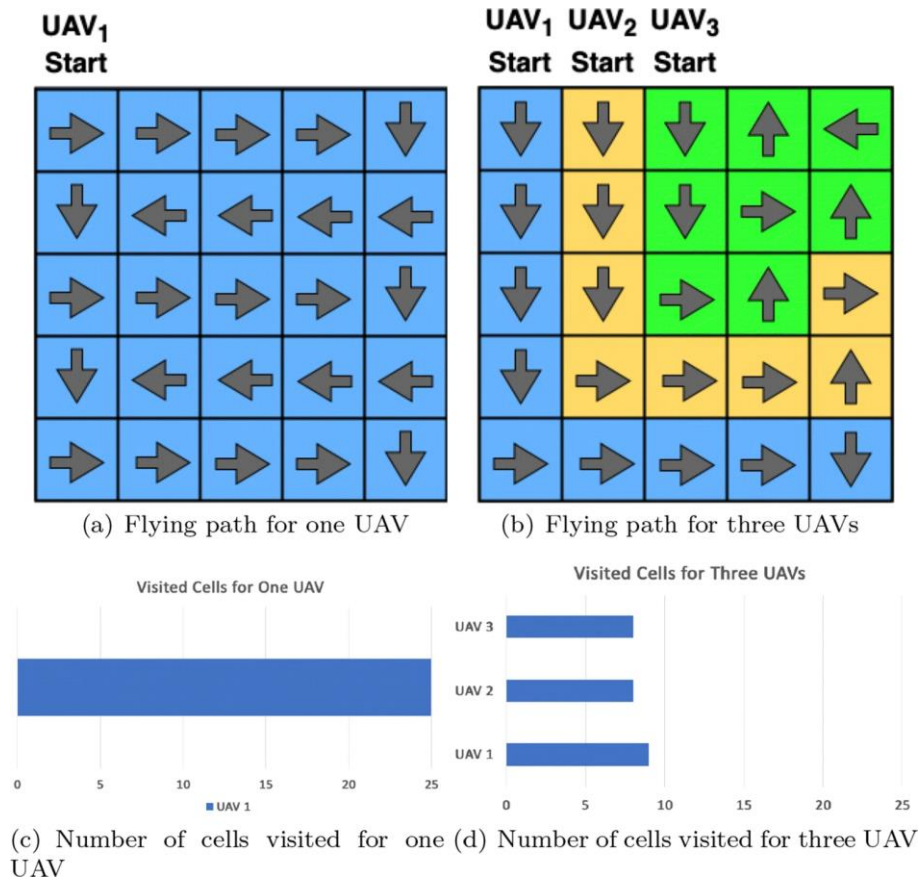 UAV₁
Start
UAV₁ UAV₂ UAV₃
Start Start Start
(a) Flying path for one UAV
(b) Flying path for three UAVs
Visited Cells for One UAV
0 5 10 15 20 25
UAV 1
Visited Cells for Three UAVs
UAV 3
UAV 2
UAV 1
0 5 10 15 20 25
(c) Number of cells visited for one
UAV
(d) Number of cells visited for three UAV